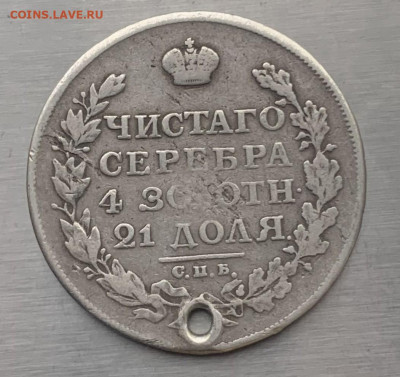 COINS.LAVE.RU
ЧИСТАГО
СЕРЕБРА
4 ЗОЛОТН.
21 ДОЛЯ.
С.П.Б.